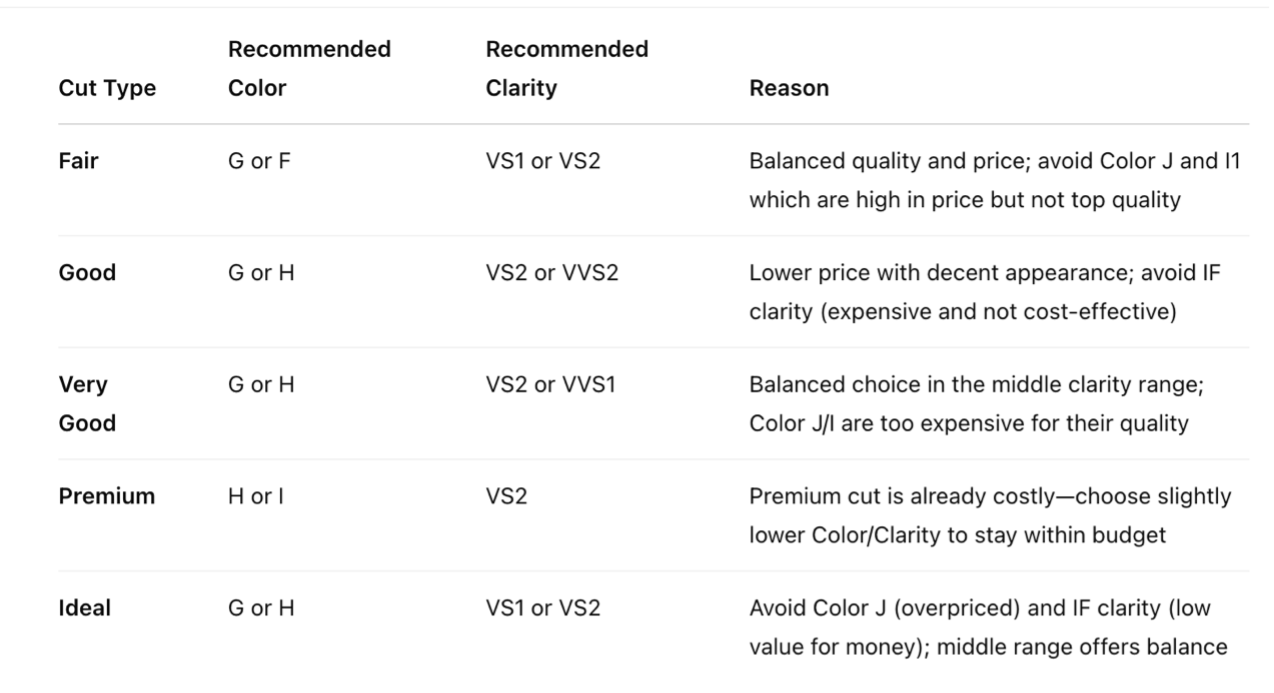 Cut Type Recommended Color Recommended Clarity Reason
Fair G or F VS1 or VS2 Balanced quality and price; avoid Color J and I1
which are high in price but not top quality
Good G or H VS2 or VVS2 Lower price with decent appearance; avoid IF
clarity (expensive and not cost-effective)
Very G or H VS2 or VVS1 Balanced choice in the middle clarity range;
Good Color J/I are too expensive for their quality
Premium H or I VS2 Premium cut is already costly—choose slightly
lower Color/Clarity to stay within budget
Ideal G or H VS1 or VS2 Avoid Color J (overpriced) and IF clarity (low
value for money); middle range offers balance